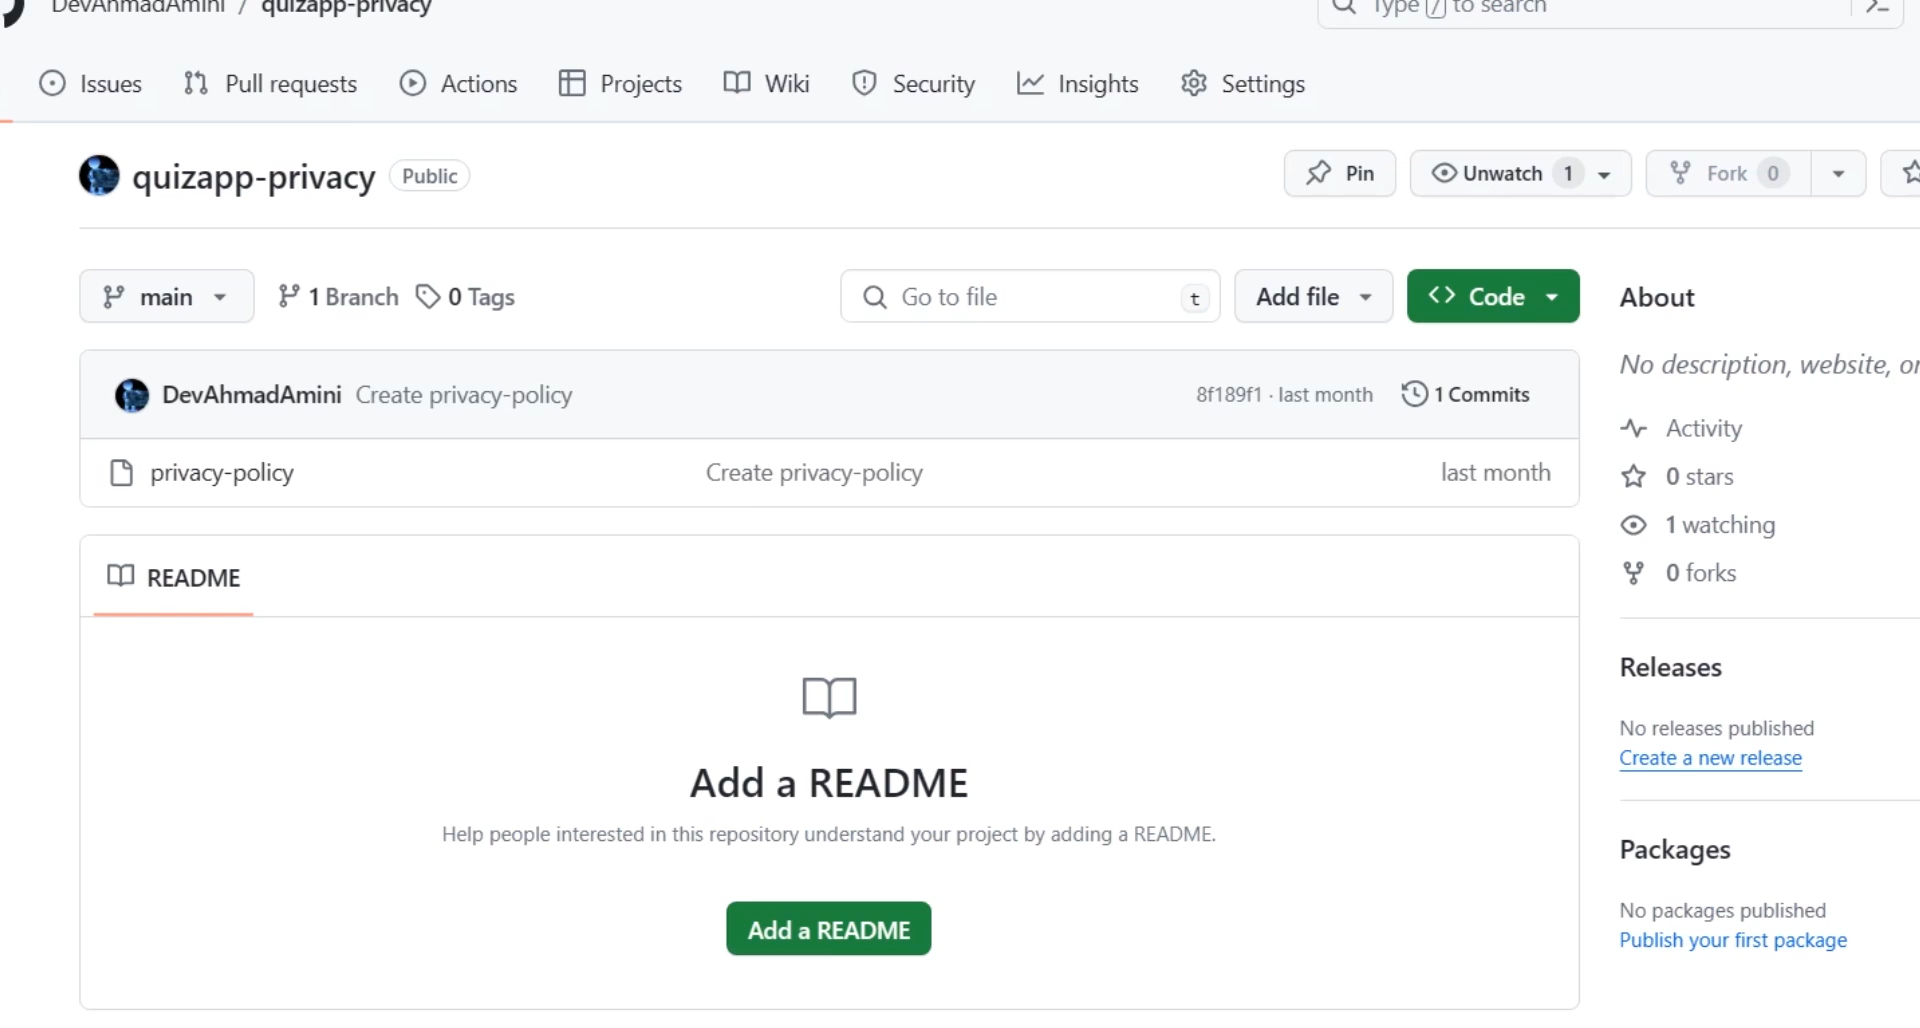 DevAhmadAmini / quizapp-privacy
Type / to search
Issues Pull requests Actions Projects Wiki Security Insights Settings
quizapp-privacy Public
Pin Unwatch 1 Fork 0
main 1 Branch 0 Tags Go to file t Add file Code
About
No description, website, or
DevAhmadAmini Create privacy-policy 8f189f1 · last month 1 Commits
privacy-policy Create privacy-policy last month
Activity
0 stars
1 watching
0 forks
README
Add a README
Help people interested in this repository understand your project by adding a README.
Add a README
Releases
No releases published
Create a new release
Packages
No packages published
Publish your first package